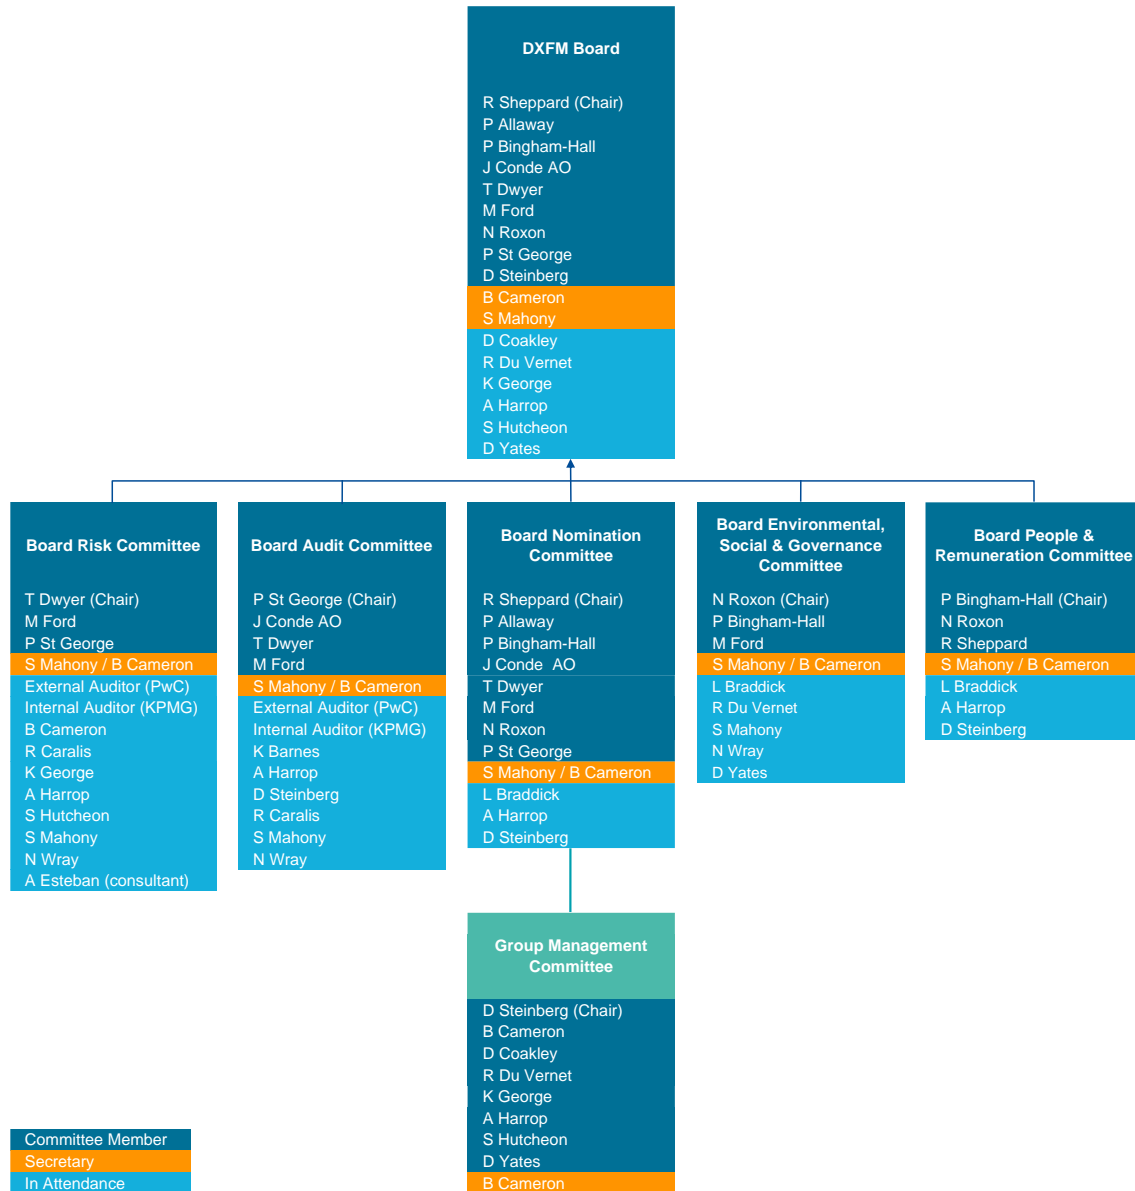 DXFM Board
R Sheppard (Chair)
P Allaway
P Bingham-Hall
J Conde AO
T Dwyer
M Ford
N Roxon
P St George
D Steinberg
B Cameron
S Mahony
D Coakley
R Du Vernet
K George
A Harrop
S Hutcheon
D Yates
Board Risk Committee
T Dwyer (Chair)
M Ford
P St George
S Mahony / B Cameron
External Auditor (PwC)
Internal Auditor (KPMG)
B Cameron
R Caralis
K George
A Harrop
S Hutcheon
S Mahony
N Wray
A Esteban (consultant)
Board Audit Committee
P St George (Chair)
J Conde AO
T Dwyer
M Ford
S Mahony / B Cameron
External Auditor (PwC)
Internal Auditor (KPMG)
K Barnes
A Harrop
D Steinberg
R Caralis
S Mahony
N Wray
Board Nomination
Committee
R Sheppard (Chair)
P Allaway
P Bingham-Hall
J Conde AO
T Dwyer
M Ford
N Roxon
P St George
S Mahony / B Cameron
L Braddick
A Harrop
D Steinberg
Board Environmental,
Social & Governance
Committee
N Roxon (Chair)
P Bingham-Hall
M Ford
S Mahony / B Cameron
L Braddick
R Du Vernet
S Mahony
N Wray
D Yates
Board People &
Remuneration Committee
P Bingham-Hall (Chair)
N Roxon
R Sheppard
S Mahony / B Cameron
L Braddick
A Harrop
D Steinberg
Group Management
Committee
D Steinberg (Chair)
B Cameron
D Coakley
R Du Vernet
K George
A Harrop
S Hutcheon
D Yates
B Cameron
Committee Member
Secretary
In Attendance